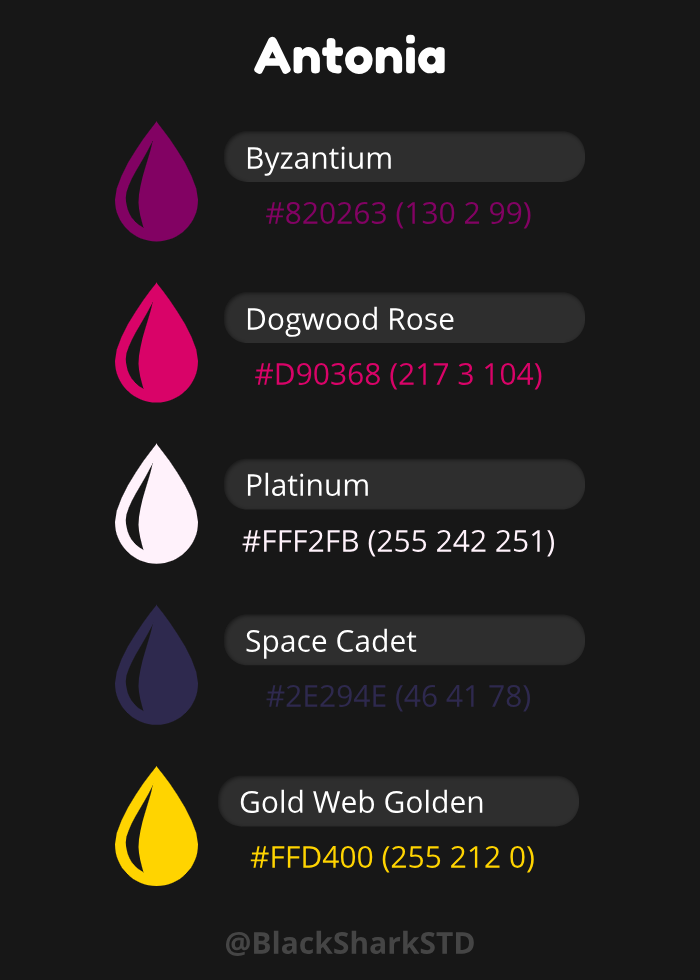 Antonia
Byzantium
#820263 (130 2 99)
Dogwood Rose
#D90368 (217 3 104)
Platinum
#FFF2FB (255 242 251)
Space Cadet
#2E294E (46 41 78)
Gold Web Golden
#FFD400 (255 212 0)
@BlackSharkSTD